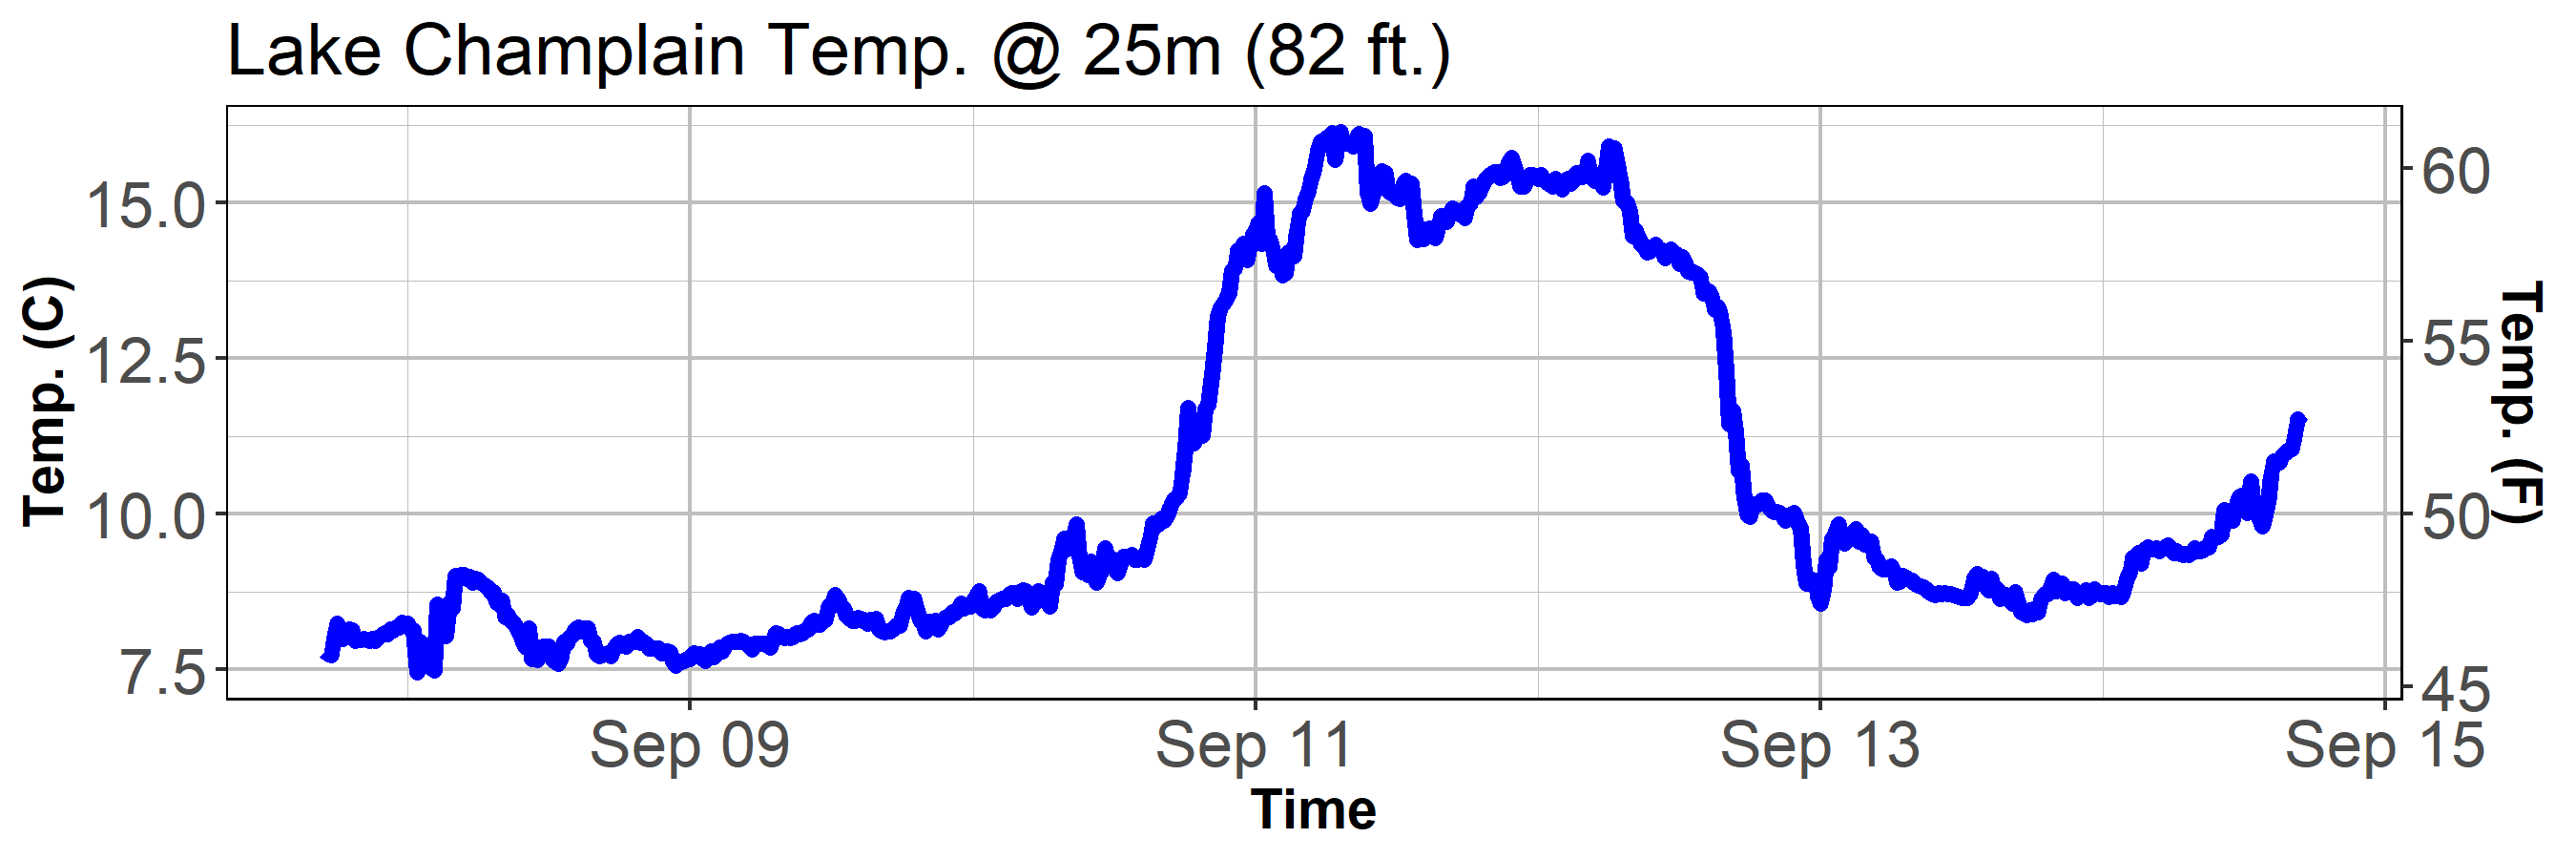 Lake Champlain Temp. @ 25m (82 ft.)
Temp. (C)
15.0
12.5
10.0
7.5
60
55
50
45
Temp. (F)
Sep 09
Sep 11
Sep 13
Sep 15
Time